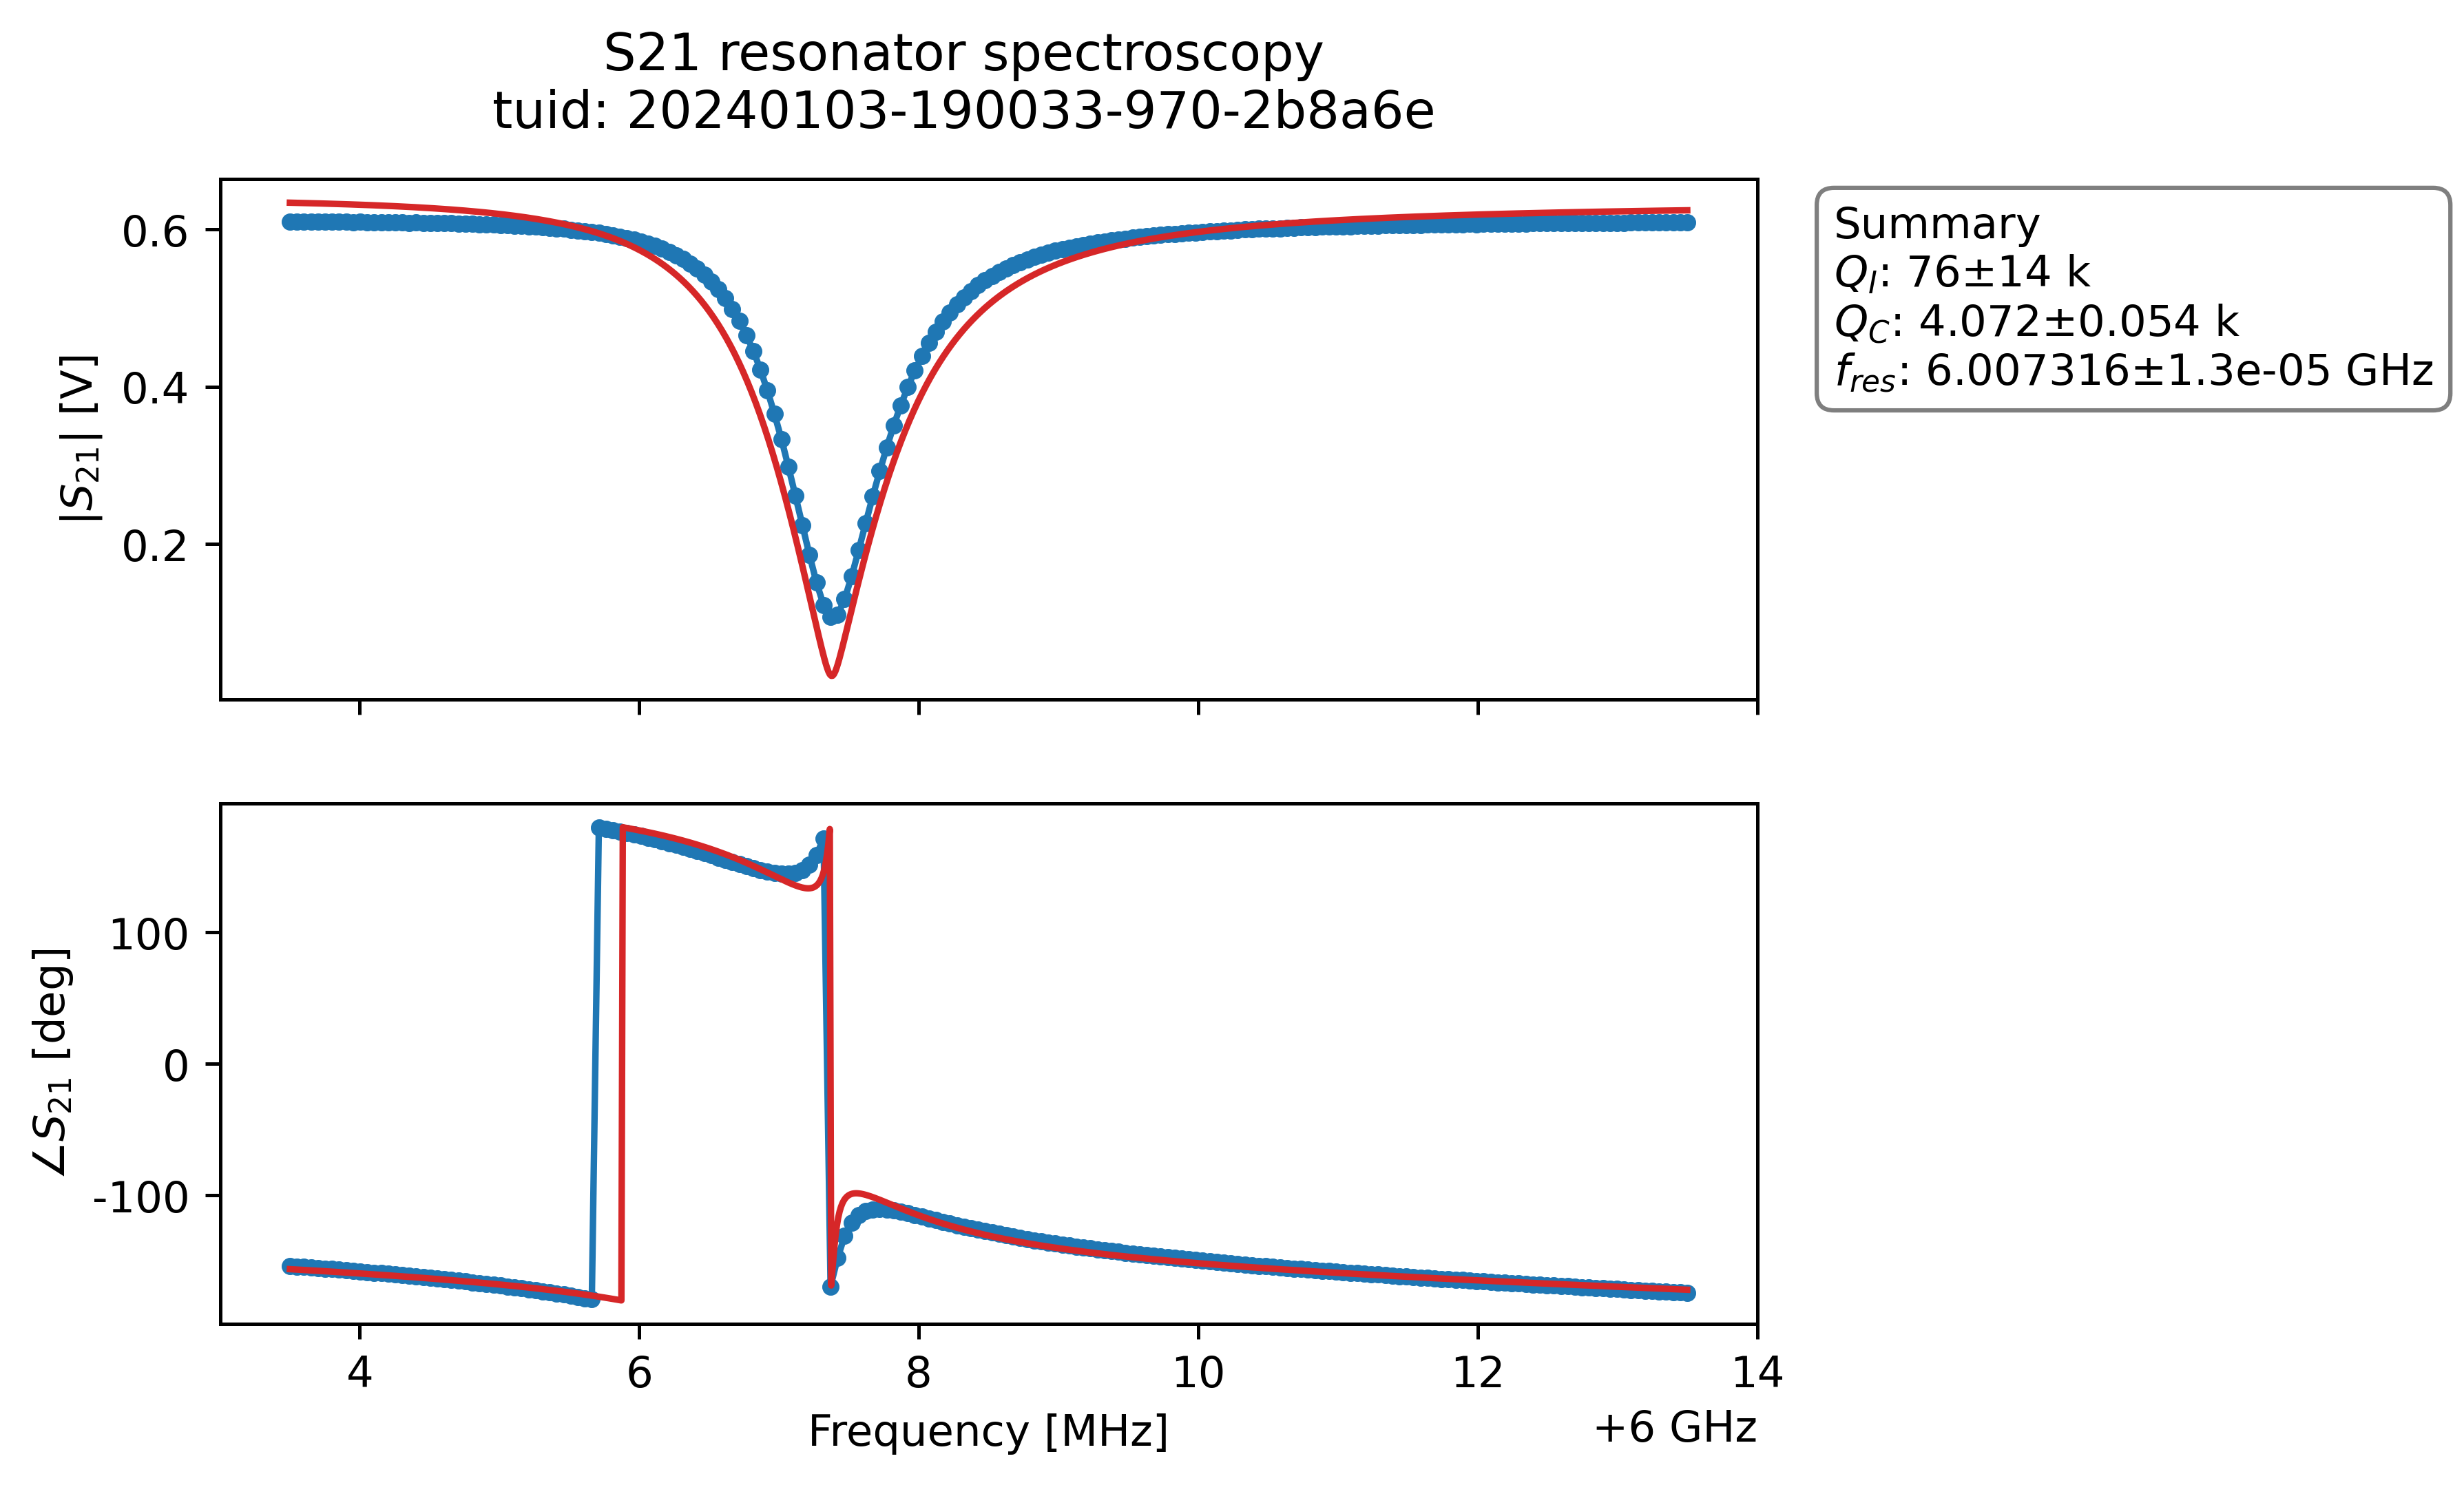 S21 resonator spectroscopy
tuid: 20240103-190033-970-2b8a6e
|S21| [V]
0.6
0.4
0.2
Summary
QI: 76±14 k
QC: 4.072±0.054 k
fres: 6.007316±1.3e-05 GHz
∠S21 [deg]
100
0
-100
4 6 8 10 12 14
Frequency [MHz]
+6 GHz